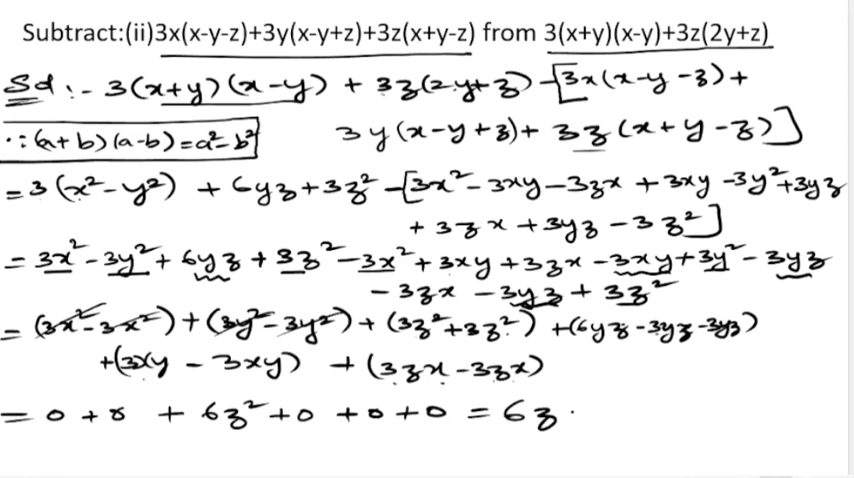 Subtract:(ii)3x(x-y-z)+3y(x-y+z)+3z(x+y-z) from 3(x+y)(x-y)+3z(2y+z)
Sol :- 3(x+y)(x-y) + 3z(2y+z) - [3x(x-y-z) +
∵ (a+b)(a-b)=a²-b² 3y(x-y+z)+ 3z(x+y-z)]
= 3(x²-y²) + 6yz+3z² -[3x²-3xy-3zx +3xy -3y²+3yz
+ 3zx +3yz -3z²]
= 3x²-3y²+6yz+3z²-3x²+3xy+3zx-3xy+3y²-3yz
-3zx -3yz + 3z²
= (3x²-3x²)+(3y²-3y²)+(3z²+3z²) +(6yz-3yz-3yz)
+(3xy - 3xy) + (3zx-3zx)
= 0 + 0 + 6z²+0 +0+0 = 6z.